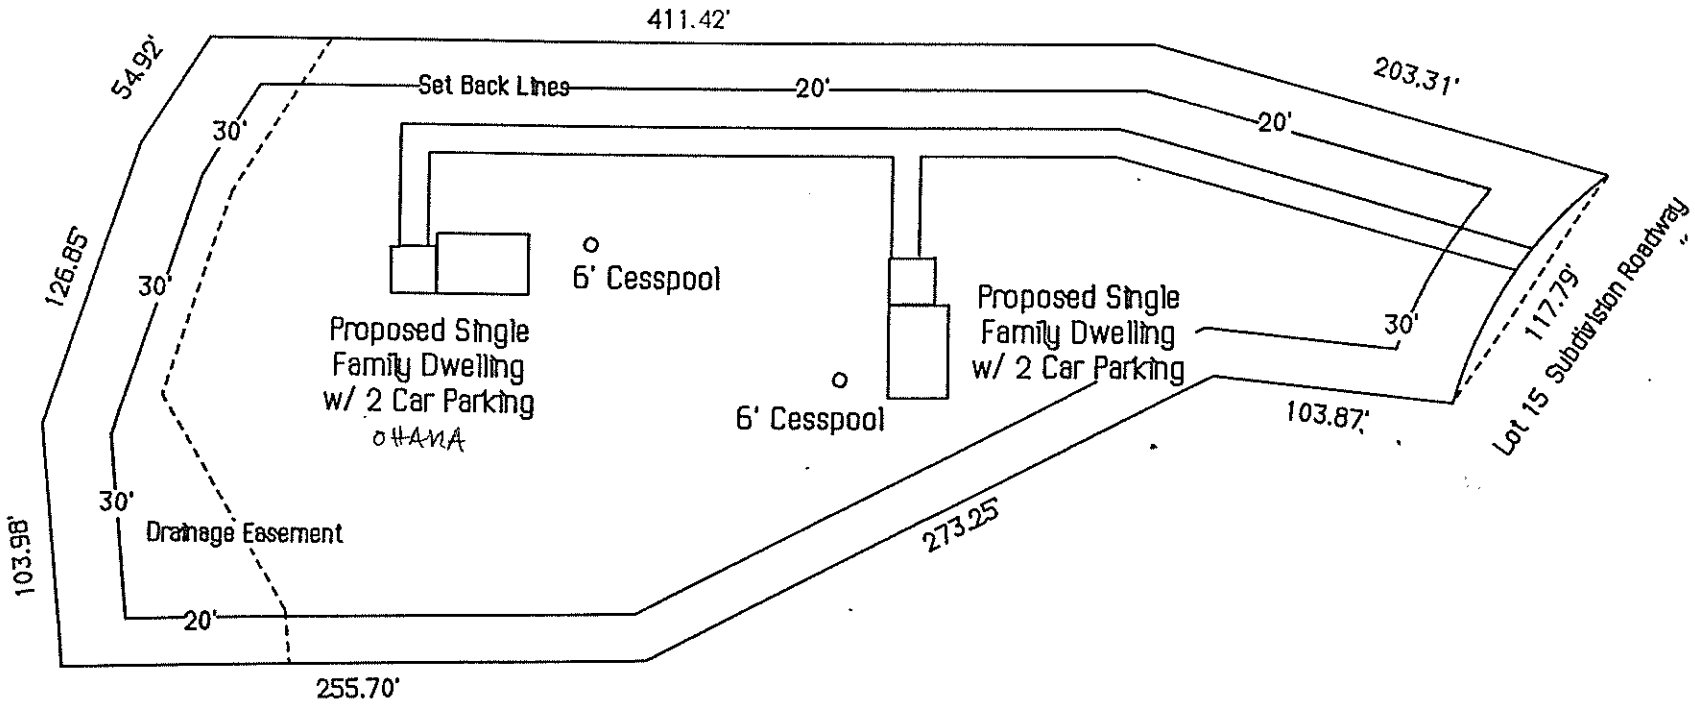 411.42'
54.92'
203.31'
Set Back Lines
20'
30'
20'
126.85'
30'
6' Cesspool
Proposed Single
Family Dwelling
w/ 2 Car Parking
OHANA
Proposed Single
Family Dwelling
w/ 2 Car Parking
30'
117.79'
Lot 15 Subdivision Roadway
6' Cesspool
103.87'
30'
Drainage Easement
103.98'
273.25
20'
255.70'